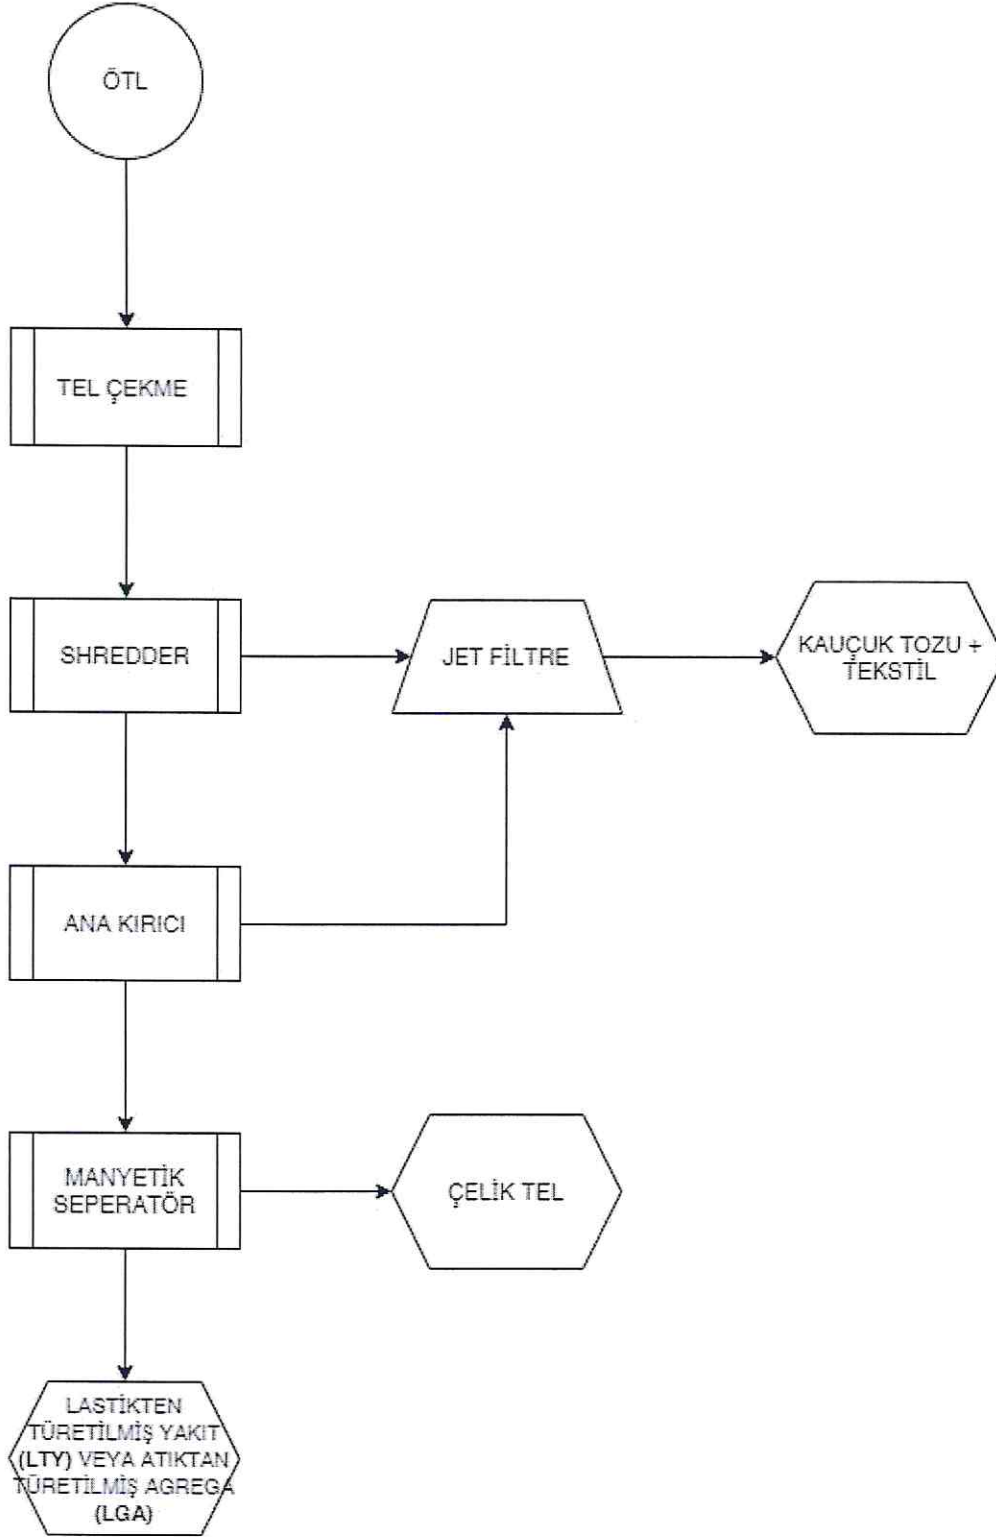 ÖTL
TEL ÇEKME
SHREDDER
JET FİLTRE
KAUÇUK TOZU +
TEKSTİL
ANA KIRICI
MANYETİK
SEPERATÖR
ÇELİK TEL
LASTİKTEN
TÜRETİLMİŞ YAKIT
(LTY) VEYA ATIKTAN
TÜRETİLMİŞ AGREGA
(LGA)